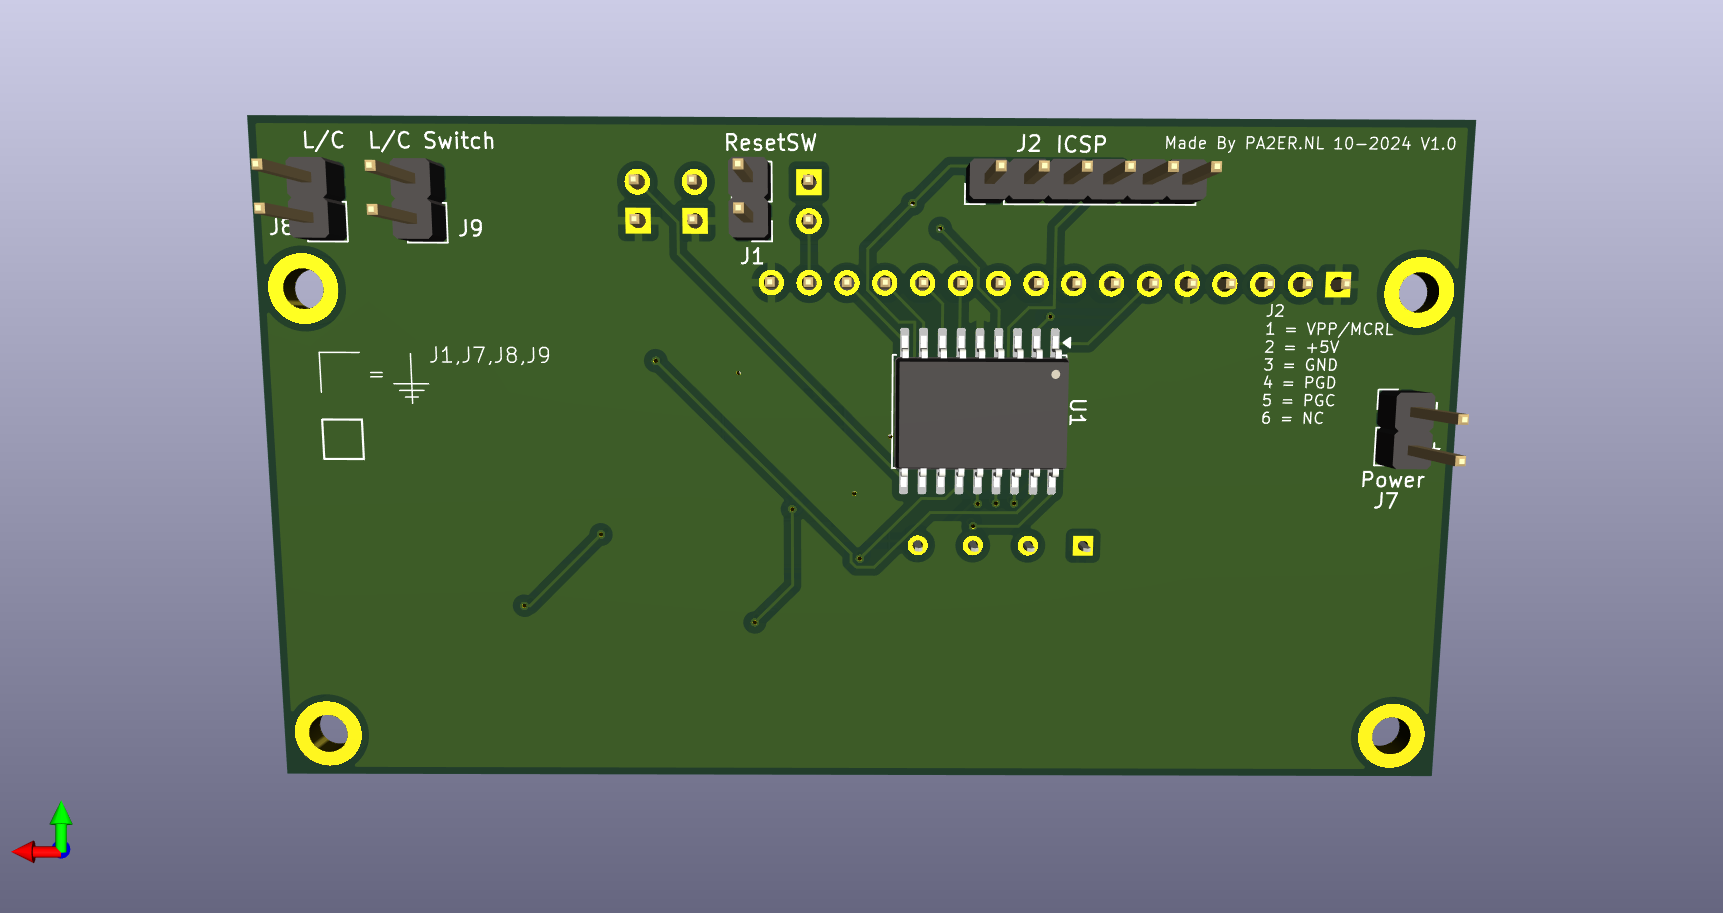 L/C
L/C Switch
ResetSW
J2 ICSP
Made By PA2ER.NL 10-2024 V1.0
J8
J9
J1
J2
1 = VPP/MCRL
2 = +5V
3 = GND
4 = PGD
5 = PGC
6 = NC
J1,J7,J8,J9
=
U1
Power
J7